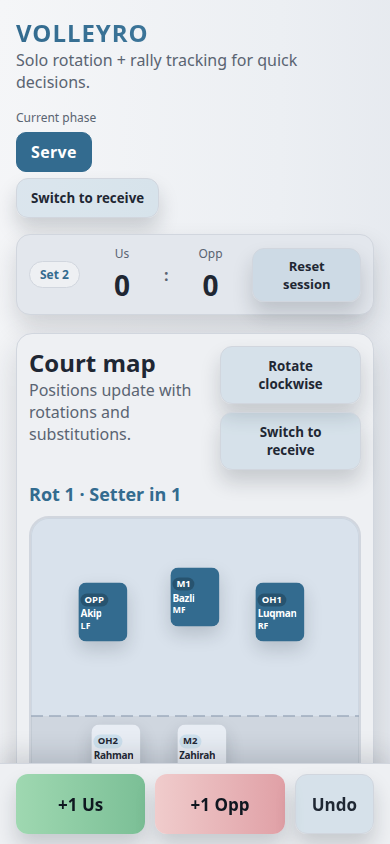 VOLLEYRO
Solo rotation + rally tracking for quick
decisions.
Current phase
Serve
Switch to receive
Set 2
Us
0
:
Opp
0
Reset
session
Court map
Positions update with
rotations and
substitutions.
Rotate
clockwise
Switch to
receive
Rot 1 · Setter in 1
OPP
Akip
LF
M1
Bazli
MF
OH1
Luqman
RF
OH2
Rahman
M2
Zahirah
+1 Us
+1 Opp
Undo